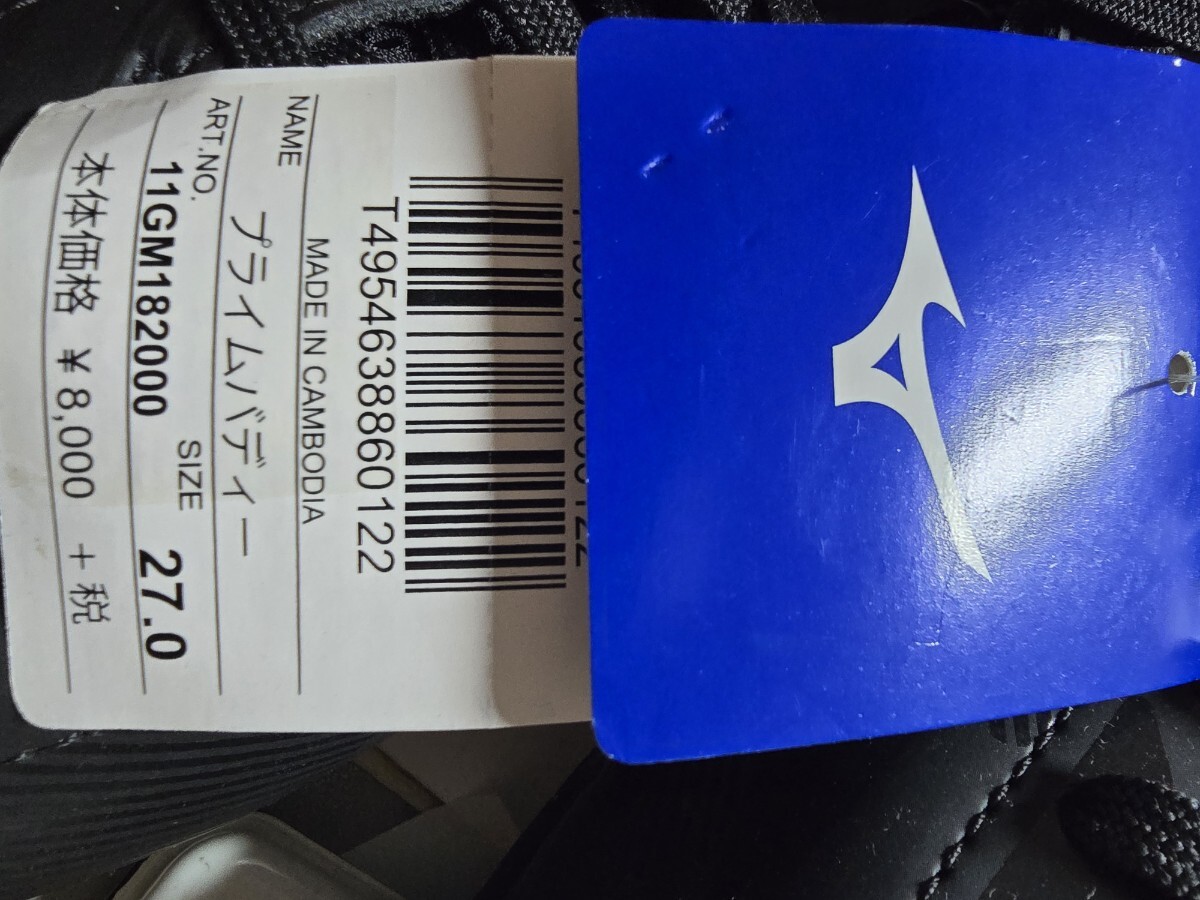 T4954638860122
MADE IN CAMBODIA
NAME
プライムバディー
ART.NO. SIZE
11GM182000 27.0
本体価格 ¥8,000 +税